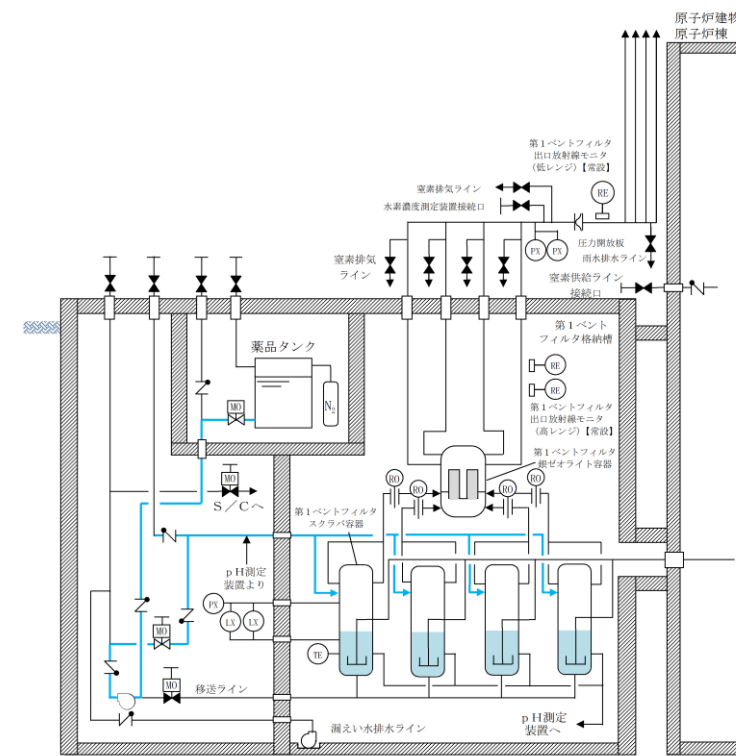 原子炉建物
原子炉棟
第1ベントフィルタ
出口放射線モニタ
(低レンジ)【常設】
窒素排気ライン
RE
水素濃度測定装置接続口
PX
PX
圧力開放板
雨水排水ライン
窒素排気
ライン
窒素供給ライン
接続口
第1ベント
フィルタ格納槽
薬品タンク
RE
RE
MO
N₂
第1ベントフィルタ
出口放射線モニタ
(高レンジ)【常設】
第1ベントフィルタ
銀ゼオライト容器
MO
RO
RO
RO
RO
S/Cへ
第1ベントフィルタ
スクラバ容器
pH測定
装置より
PX
LX
LX
MO
TE
MO
移送ライン
漏えい水排水ライン
pH測定
装置へ